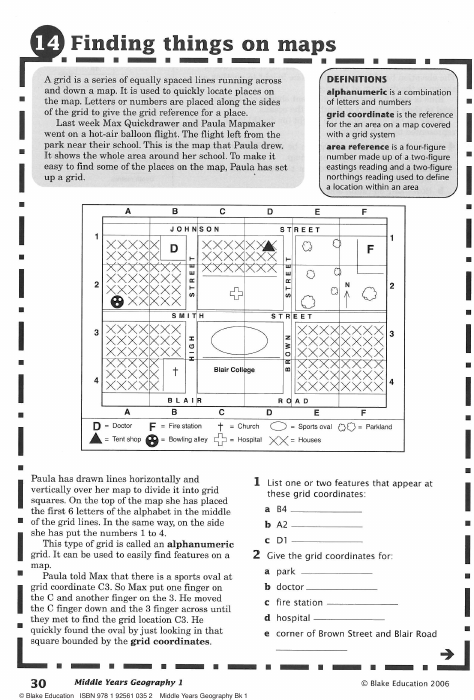 14 Finding things on maps
A grid is a series of equally spaced lines running across
and down a map. It is used to quickly locate places on
the map. Letters or numbers are placed along the sides
of the grid to give the grid reference for a place.
Last week Max Quickdrawer and Paula Mapmaker
went on a hot-air balloon flight. The flight left from the
park near their school. This is the map that Paula drew.
It shows the whole area around her school. To make it
easy to find some of the places on the map, Paula has set
up a grid.
DEFINITIONS
alphanumeric is a combination
of letters and numbers
grid coordinate is the reference
for the an area on a map covered
with a grid system
area reference is a four-figure
number made up of a two-figure
eastings reading and a two-figure
northings reading used to define
a location within an area
A B C D E F
JOHNSON STREET
1 D F 1
HIGH STREET
BROWN STREET
2 N 2
SMITH STREET
3 3
4 Blair College 4
BLAIR ROAD
A B C D E F
D = Doctor F = Fire station † = Church = Sports oval = Parkland
= Tent shop = Bowling alley = Hospital XX = Houses
Paula has drawn lines horizontally and
vertically over her map to divide it into grid
squares. On the top of the map she has placed
the first 6 letters of the alphabet in the middle
of the grid lines. In the same way, on the side
she has put the numbers 1 to 4.
This type of grid is called an alphanumeric
grid. It can be used to easily find features on a
map.
Paula told Max that there is a sports oval at
grid coordinate C3. So Max put one finger on
the C and another finger on the 3. He moved
the C finger down and the 3 finger across until
they met to find the grid location C3. He
quickly found the oval by just looking in that
square bounded by the grid coordinates.
1 List one or two features that appear at
these grid coordinates:
a B4
b A2
c D1
2 Give the grid coordinates for:
a park
b doctor
c fire station
d hospital
e corner of Brown Street and Blair Road
30 Middle Years Geography 1 © Blake Education 2006
© Blake Education ISBN 978 1 92561 035 2 Middle Years Geography Bk 1